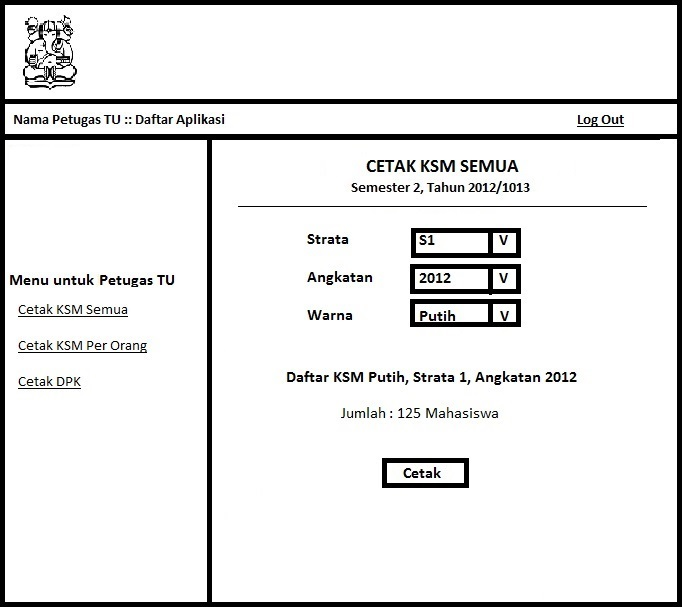 Nama Petugas TU :: Daftar Aplikasi Log Out
CETAK KSM SEMUA
Semester 2, Tahun 2012/1013
Strata S1 V
Angkatan 2012 V
Warna Putih V
Menu untuk Petugas TU
Cetak KSM Semua
Cetak KSM Per Orang
Cetak DPK
Daftar KSM Putih, Strata 1, Angkatan 2012
Jumlah : 125 Mahasiswa
Cetak